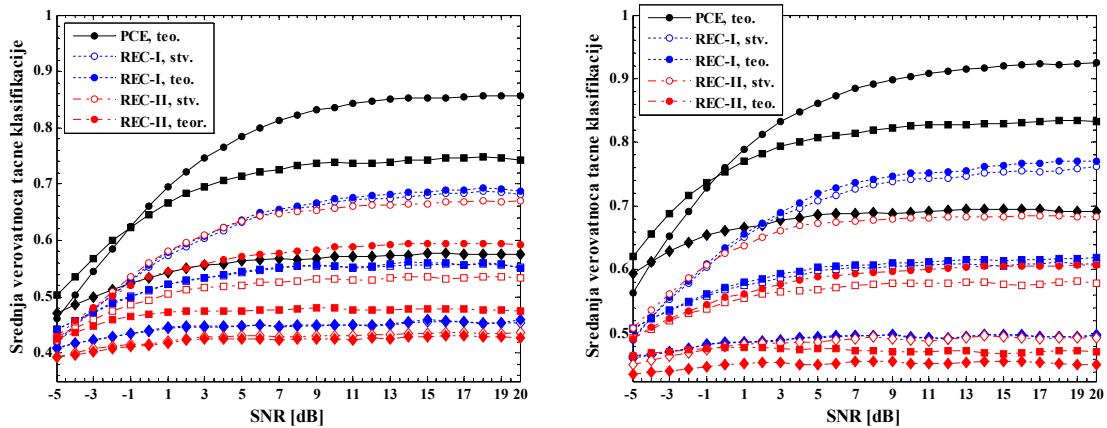 Srednja verovatnoca tacne klasifikacije
1
0.9
0.8
0.7
0.6
0.5
0.4
PCE, teo.
REC-I, stv.
REC-I, teo.
REC-II, stv.
REC-II, teor.
-5 -3 -1 1 3 5 7 9 11 13 15 17 19 20
SNR [dB]
Sredanja verovatnoca tacne klasifikacije
1
0.9
0.8
0.7
0.6
0.5
PCE, teo.
REC-I, stv.
REC-I, teo.
REC-II, stv.
REC-II, teo.
-5 -3 -1 1 3 5 7 9 11 13 15 17 19 20
SNR [dB]